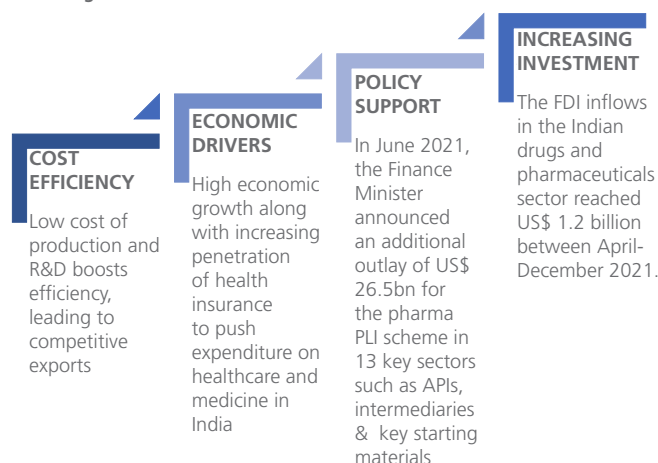 COST
EFFICIENCY
Low cost of
production and
R&D boosts
efficiency,
leading to
competitive
exports
ECONOMIC
DRIVERS
High economic
growth along
with increasing
penetration
of health
insurance
to push
expenditure on
healthcare and
medicine in
India
POLICY
SUPPORT
In June 2021,
the Finance
Minister
announced
an additional
outlay of US$
26.5bn for
the pharma
PLI scheme in
13 key sectors
such as APIs,
intermediaries
& key starting
materials
INCREASING
INVESTMENT
The FDI inflows
in the Indian
drugs and
pharmaceuticals
sector reached
US$ 1.2 billion
between April-
December 2021.